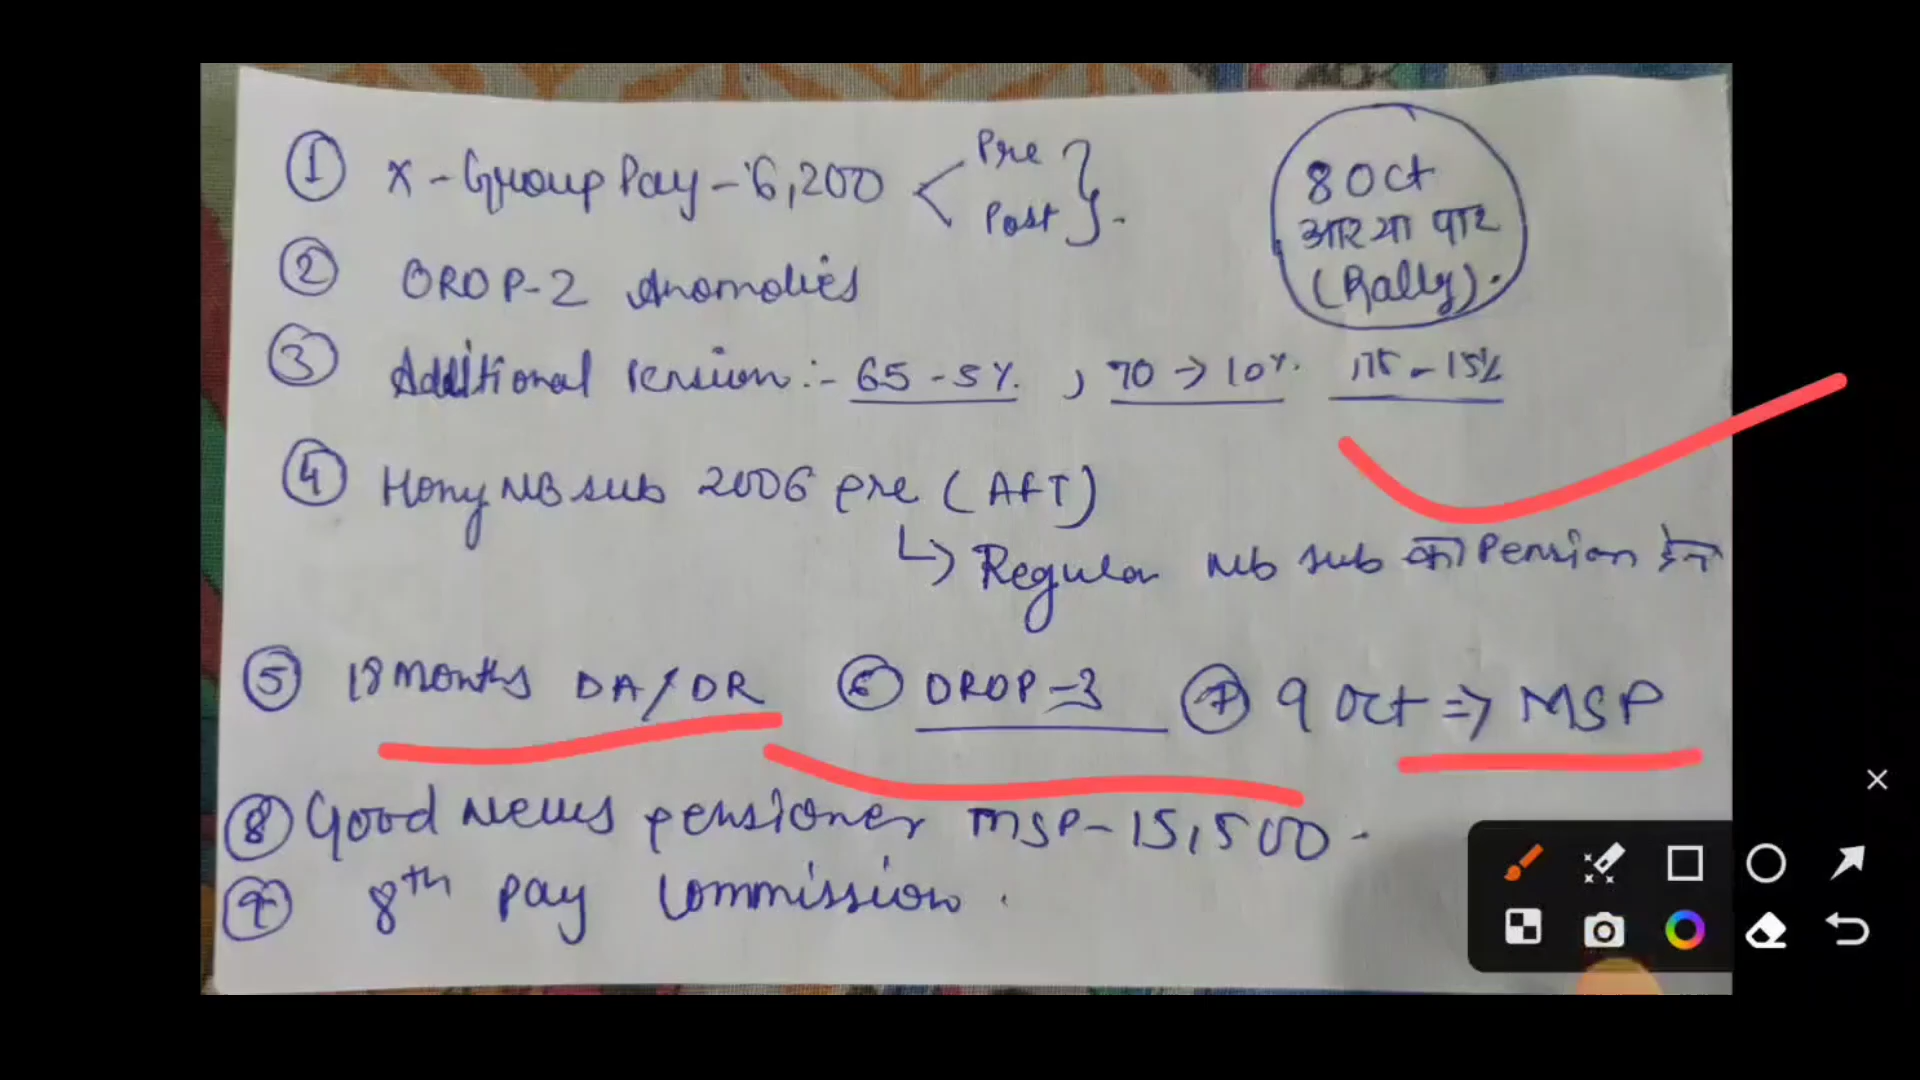 ① X - Group Pay - 6,200 < Pre Post } .
8 Oct
आर या पार
(Rally).
② OROP-2 Anomolies
③ Additional Pension :- 65 - 5%. , 70 → 10%. 75 - 15%
④ Hony NB Sub 2006 pre (AFT)
↳ Regular Nb Sub का Pension
⑤ 18 Months DA/DR ⑥ OROP-3 ⑦ 9 Oct => MSP
⑧ Good News pensioner MSP - 15,500 -
⑨ 8th Pay Commission .